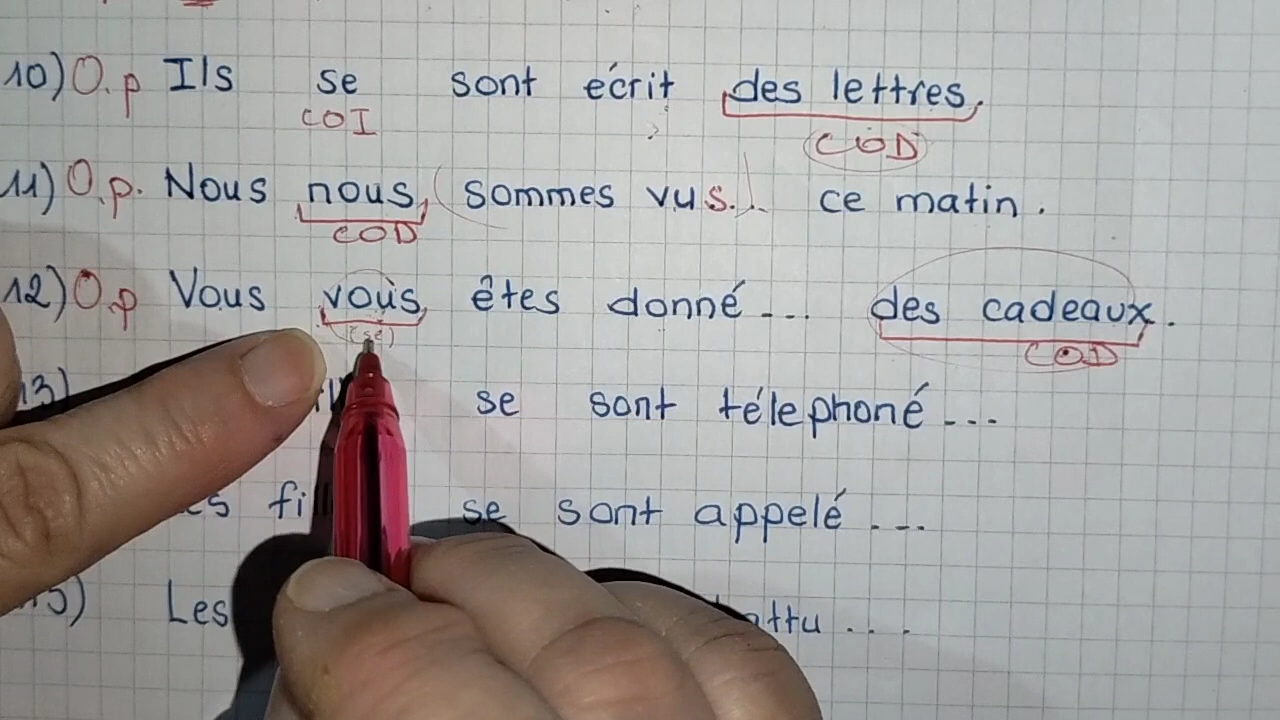 10) O.p Ils se sont écrit des lettres.
COI COD
11) O.p. Nous nous sommes vus... ce matin.
COD
12) O.p Vous vous êtes donné... des cadeaux.
(se) COD
13) se sont télephoné...
se sont appelé...
15) Les